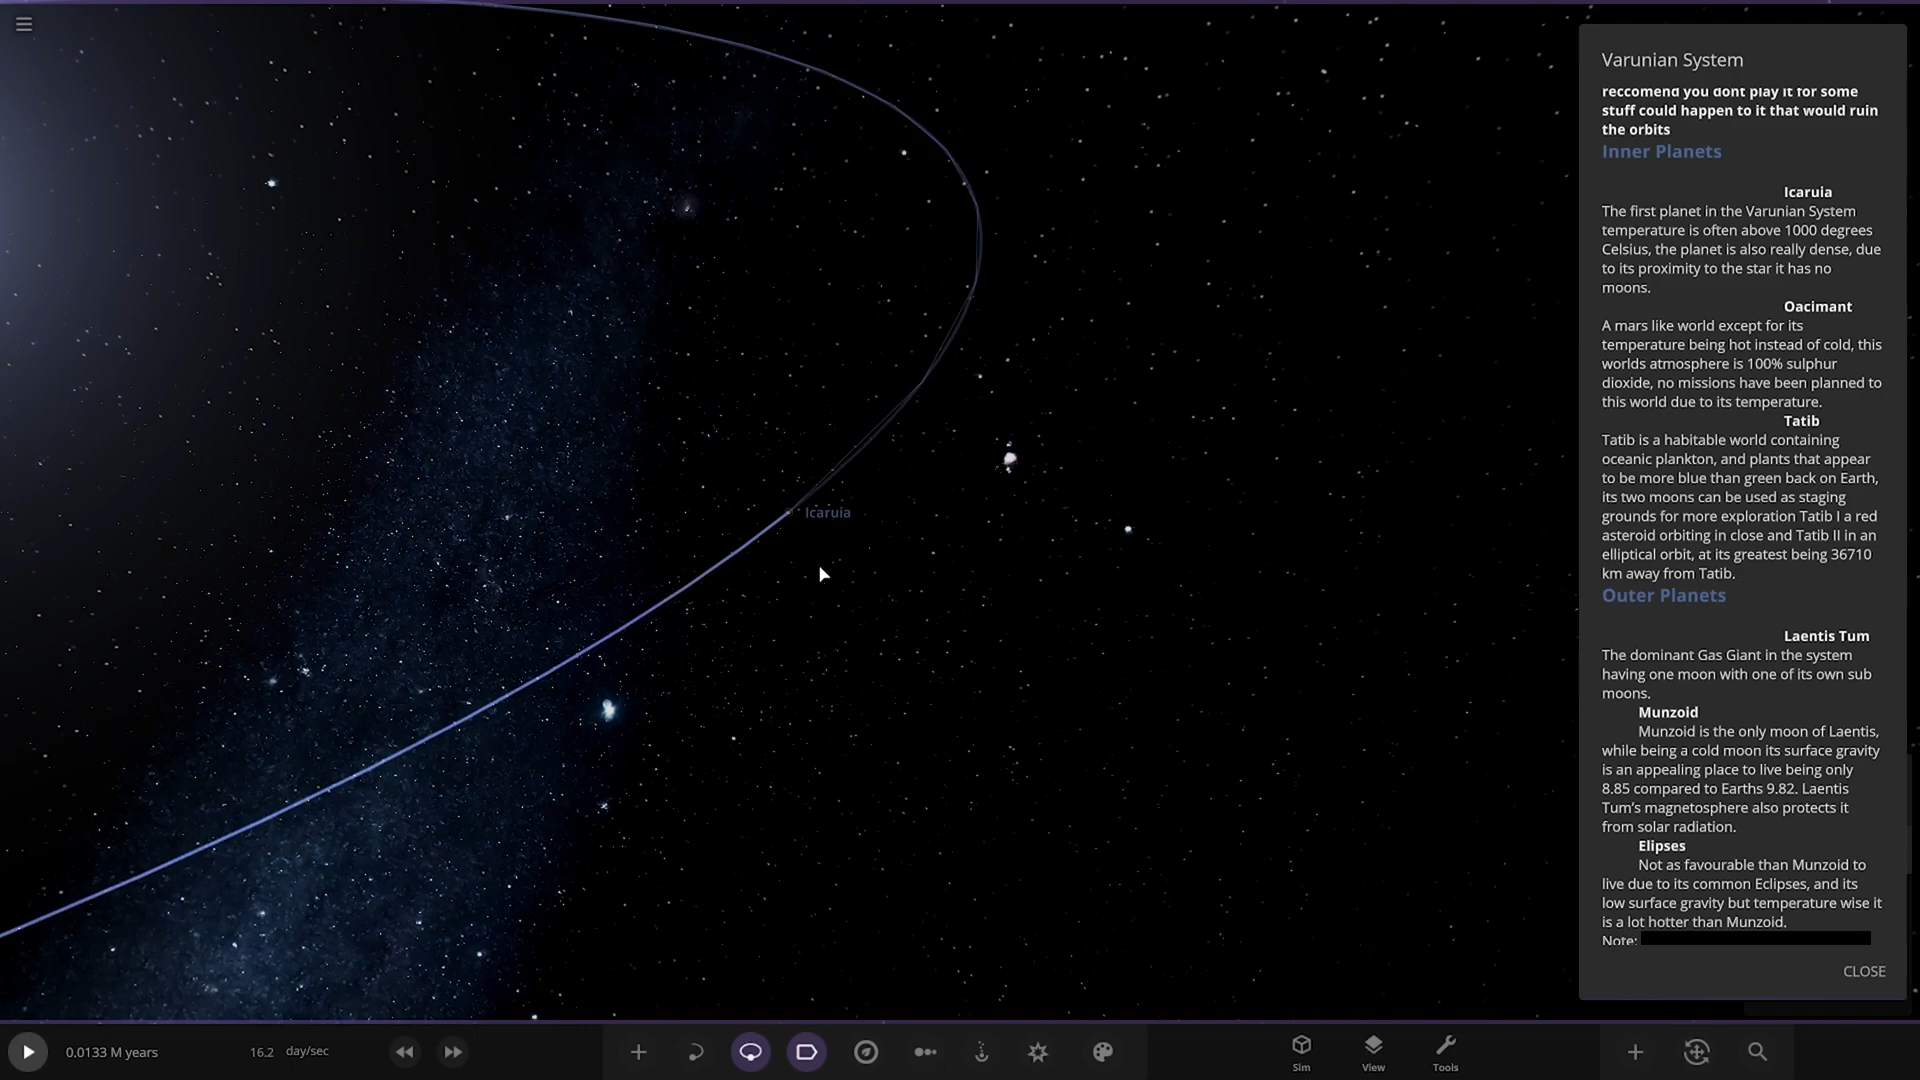 Varunian System
reccomend you dont play it for some
stuff could happen to it that would ruin
the orbits
Inner Planets
Icaruia
The first planet in the Varunian System
temperature is often above 1000 degrees
Celsius, the planet is also really dense, due
to its proximity to the star it has no
moons.
Oacimant
A mars like world except for its
temperature being hot instead of cold, this
worlds atmosphere is 100% sulphur
dioxide, no missions have been planned to
this world due to its temperature.
Tatib
Tatib is a habitable world containing
oceanic plankton, and plants that appear
to be more blue than green back on Earth,
its two moons can be used as staging
grounds for more exploration Tatib I a red
asteroid orbiting in close and Tatib II in an
elliptical orbit, at its greatest being 36710
km away from Tatib.
Outer Planets
Laentis Tum
The dominant Gas Giant in the system
having one moon with one of its own sub
moons.
Munzoid
Munzoid is the only moon of Laentis,
while being a cold moon its surface gravity
is an appealing place to live being only
8.85 compared to Earths 9.82. Laentis
Tum's magnetosphere also protects it
from solar radiation.
Elipses
Not as favourable than Munzoid to
live due to its common Eclipses, and its
low surface gravity but temperature wise it
is a lot hotter than Munzoid.
Note:
CLOSE
Icaruia
0.0133 M years
16.2 day/sec
Sim
View
Tools